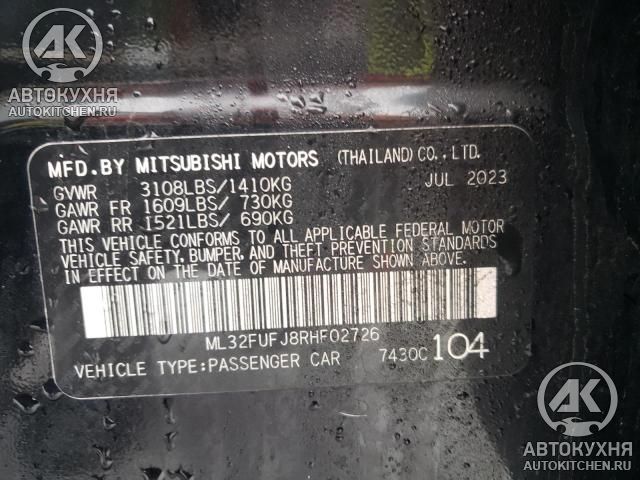 АК
АВТОКУХНЯ
AUTOKITCHEN.RU
MFD.BY MITSUBISHI MOTORS (THAILAND)CO.,LTD.
GVWR 3108LBS/1410KG JUL 2023
GAWR FR 1609LBS/ 730KG
GAWR RR 1521LBS/ 690KG
THIS VEHICLE CONFORMS TO ALL APPLICABLE FEDERAL MOTOR
VEHICLE SAFETY, BUMPER, AND THEFT PREVENTION STANDARDS
IN EFFECT ON THE DATE OF MANUFACTURE SHOWN ABOVE.
ML32FUFJ8RHF02726
VEHICLE TYPE:PASSENGER CAR 7430C 104
АК
АВТОКУХНЯ
AUTOKITCHEN.RU